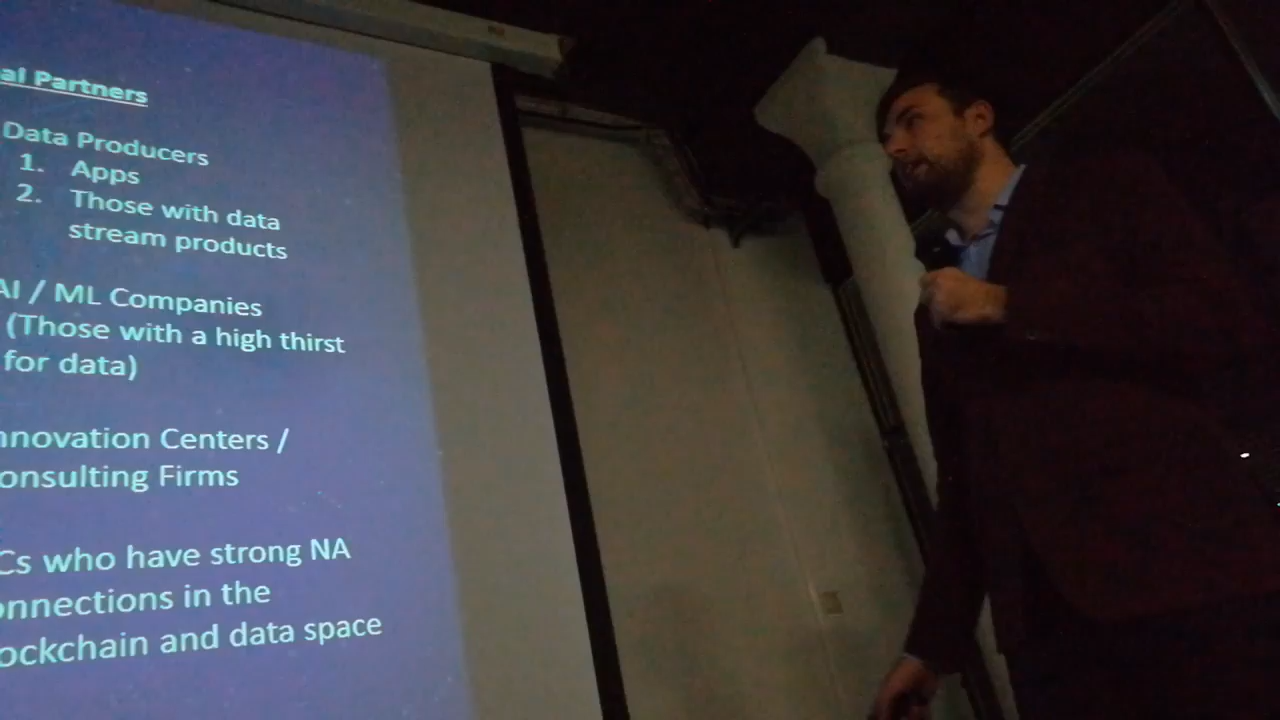 al Partners
Data Producers
1. Apps
2. Those with data
stream products
AI / ML Companies
(Those with a high thirst
for data)
nnovation Centers /
onsulting Firms
Cs who have strong NA
onnections in the
ockchain and data space